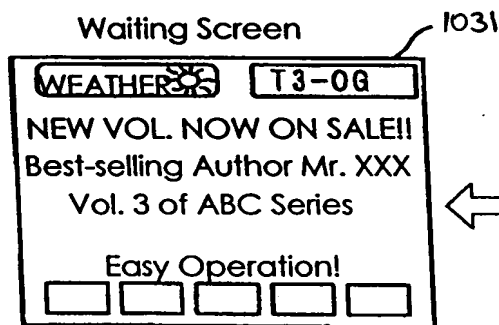 Waiting Screen
1031
WEATHER
T3-OG
NEW VOL. NOW ON SALE!!
Best-selling Author Mr. XXX
Vol. 3 of ABC Series
Easy Operation!